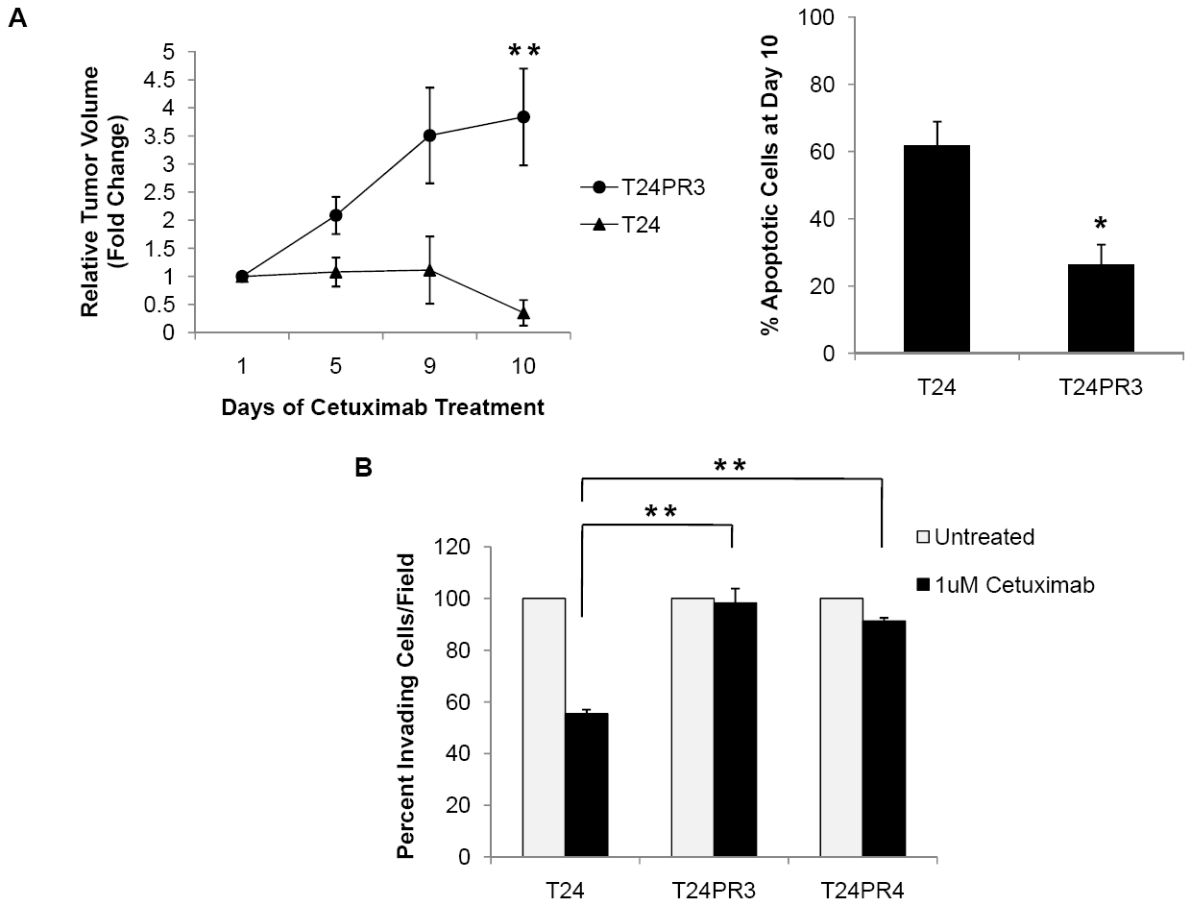 A
Relative Tumor Volume
(Fold Change)
5
4.5
4
3.5
3
2.5
2
1.5
1
0.5
0
**
1 5 9 10
Days of Cetuximab Treatment
T24PR3
T24
% Apoptotic Cells at Day 10
100
80
60
40
20
0
*
T24 T24PR3
B
**
**
Percent Invading Cells/Field
120
100
80
60
40
20
0
T24 T24PR3 T24PR4
Untreated
1uM Cetuximab